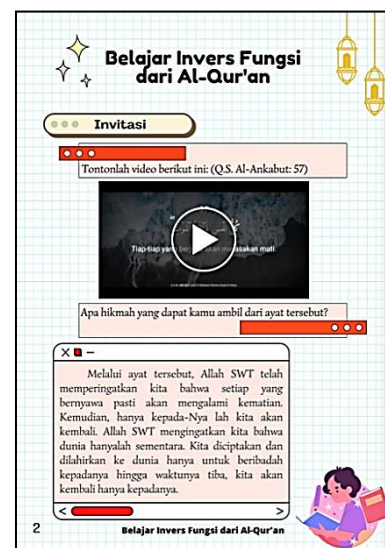 Belajar Invers Fungsi
dari Al-Qur'an
Invitasi
Tontonlah video berikut ini: (Q.S. Al-Ankabut: 57)
Tiap-tiap yang akan merasakan mati.
Apa hikmah yang dapat kamu ambil dari ayat tersebut?
Melalui ayat tersebut, Allah SWT telah
memperingatkan kita bahwa setiap yang
bernyawa pasti akan mengalami kematian.
Kemudian, hanya kepada-Nya lah kita akan
kembali. Allah SWT mengingatkan kita bahwa
dunia hanyalah sementara. Kita diciptakan dan
dilahirkan ke dunia hanya untuk beribadah
kepadanya hingga waktunya tiba, kita akan
kembali hanya kepadanya.
2
Belajar Invers Fungsi dari Al-Qur'an